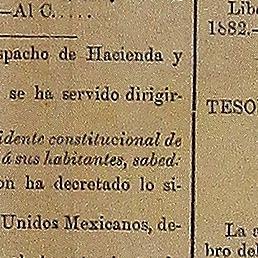 —Al C.....
spacho de Hacienda y
se ha servido dirigir-
idente constitucional de
á sus habitantes, sabed:
on ha decretado lo si-
Unidos Mexicanos, de-
Libe
1882.—
TESO
La a
bro del